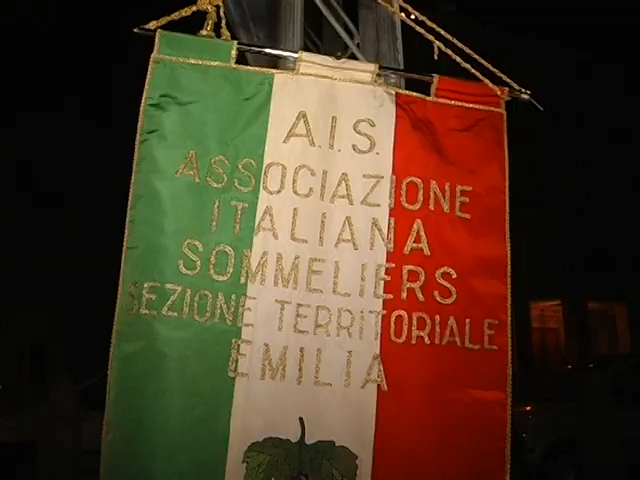 A.I.S.
ASSOCIAZIONE
ITALIANA
SOMMELIERS
SEZIONE TERRITORIALE
EMILIA